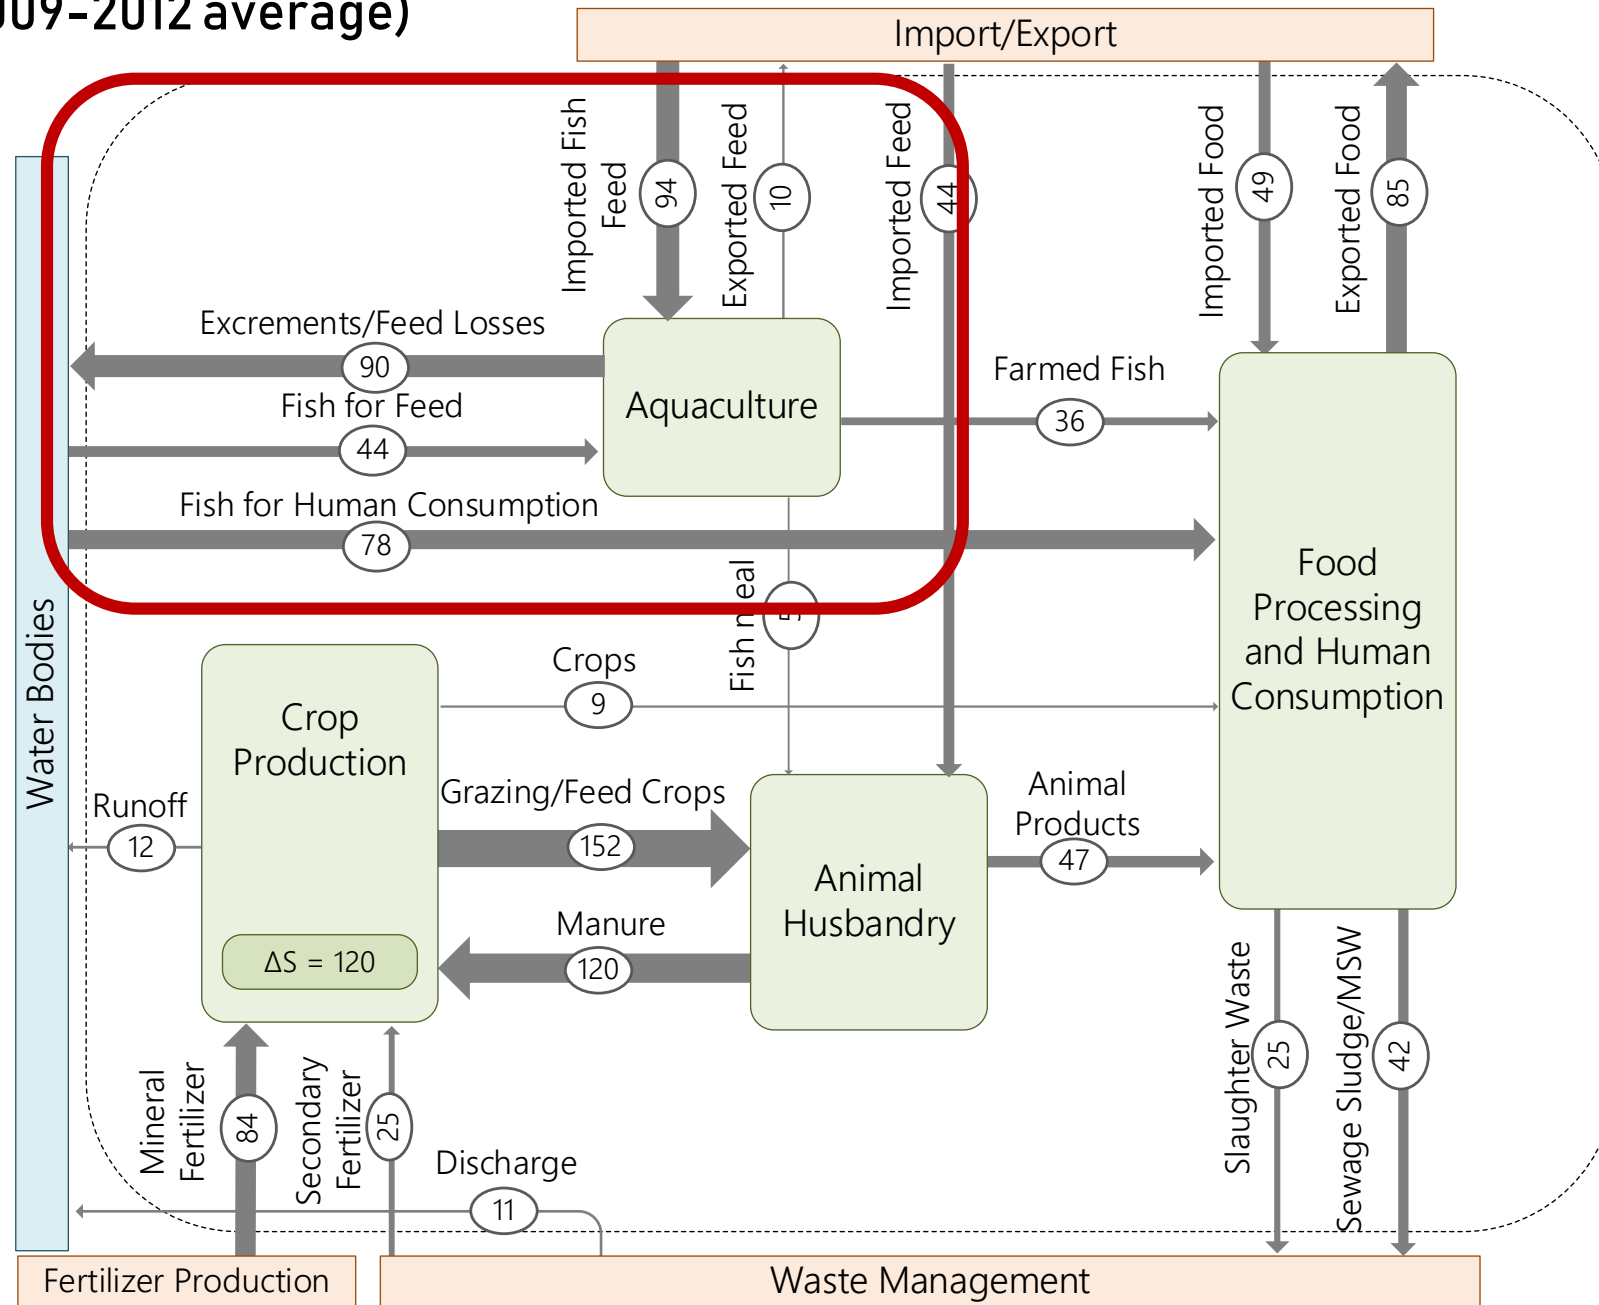 009-2012 average)
Import/Export
Imported Fish
Feed
94
Exported Feed
10
Imported Feed
44
Imported Food
49
Exported Food
85
Excrements/Feed Losses
90
Fish for Feed
44
Fish for Human Consumption
78
Aquaculture
Farmed Fish
36
Food
Processing
and Human
Consumption
Water Bodies
Fish meal
5
Crops
9
Crop
Production
Grazing/Feed Crops
152
Runoff
12
Animal
Products
47
Animal
Husbandry
Manure
120
ΔS = 120
Mineral
Fertilizer
84
Secondary
Fertilizer
25
Discharge
11
Slaughter Waste
25
Sewage Sludge/MSW
42
Fertilizer Production
Waste Management